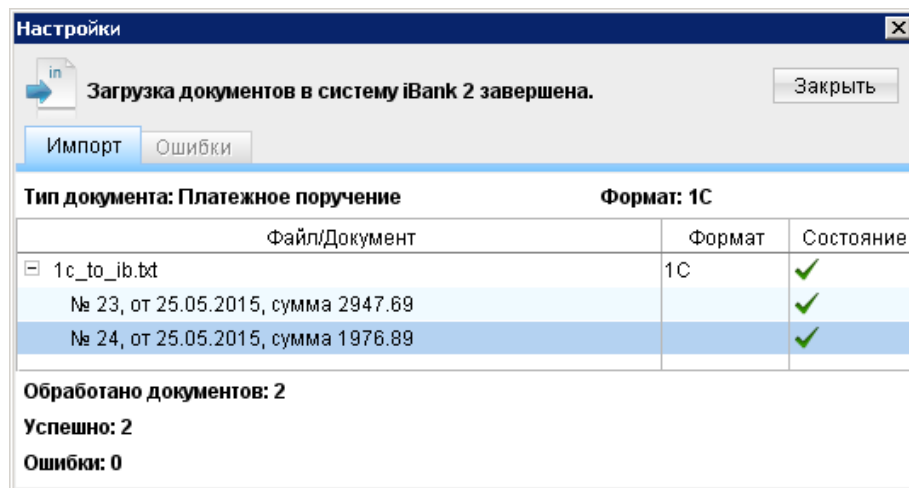 Настройки
in
Загрузка документов в систему iBank 2 завершена.
Закрыть
Импорт Ошибки
Тип документа: Платежное поручение Формат: 1С
Файл/Документ Формат Состояние
1c_to_ib.txt 1С
№ 23, от 25.05.2015, сумма 2947.69
№ 24, от 25.05.2015, сумма 1976.89
Обработано документов: 2
Успешно: 2
Ошибки: 0